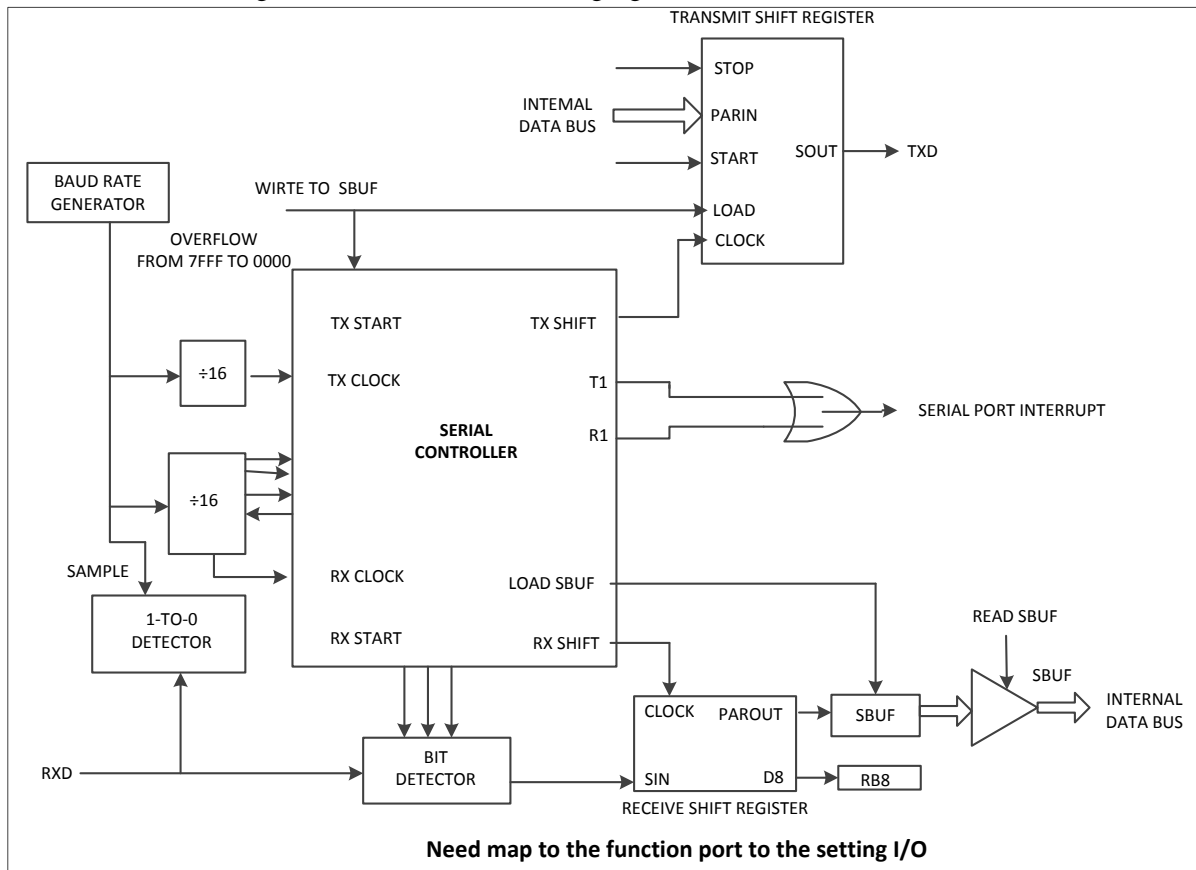 TRANSMIT SHIFT REGISTER
STOP
INTEMAL
DATA BUS
PARIN
START
SOUT
TXD
LOAD
CLOCK
BAUD RATE
GENERATOR
WIRTE TO SBUF
OVERFLOW
FROM 7FFF TO 0000
TX START
TX SHIFT
÷16
TX CLOCK
T1
SERIAL PORT INTERRUPT
R1
SERIAL
CONTROLLER
÷16
SAMPLE
RX CLOCK
LOAD SBUF
1-TO-0
DETECTOR
RX START
RX SHIFT
READ SBUF
SBUF
CLOCK
PAROUT
SBUF
INTERNAL
DATA BUS
RXD
BIT
DETECTOR
SIN
D8
RB8
RECEIVE SHIFT REGISTER
Need map to the function port to the setting I/O